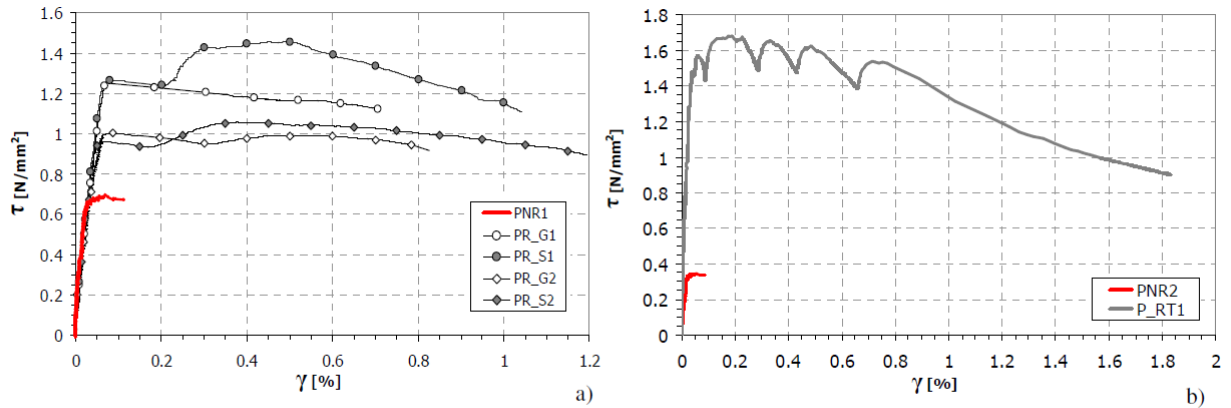 1.6
1.4
1.2
1
0.8
0.6
0.4
0.2
0
τ [N/mm²]
0 0.2 0.4 0.6 0.8 1 1.2
γ [%]
PNR1
PR_G1
PR_S1
PR_G2
PR_S2
a)
1.8
1.6
1.4
1.2
1
0.8
0.6
0.4
0.2
0
τ [N/mm²]
0 0.2 0.4 0.6 0.8 1 1.2 1.4 1.6 1.8 2
γ [%]
PNR2
P_RT1
b)